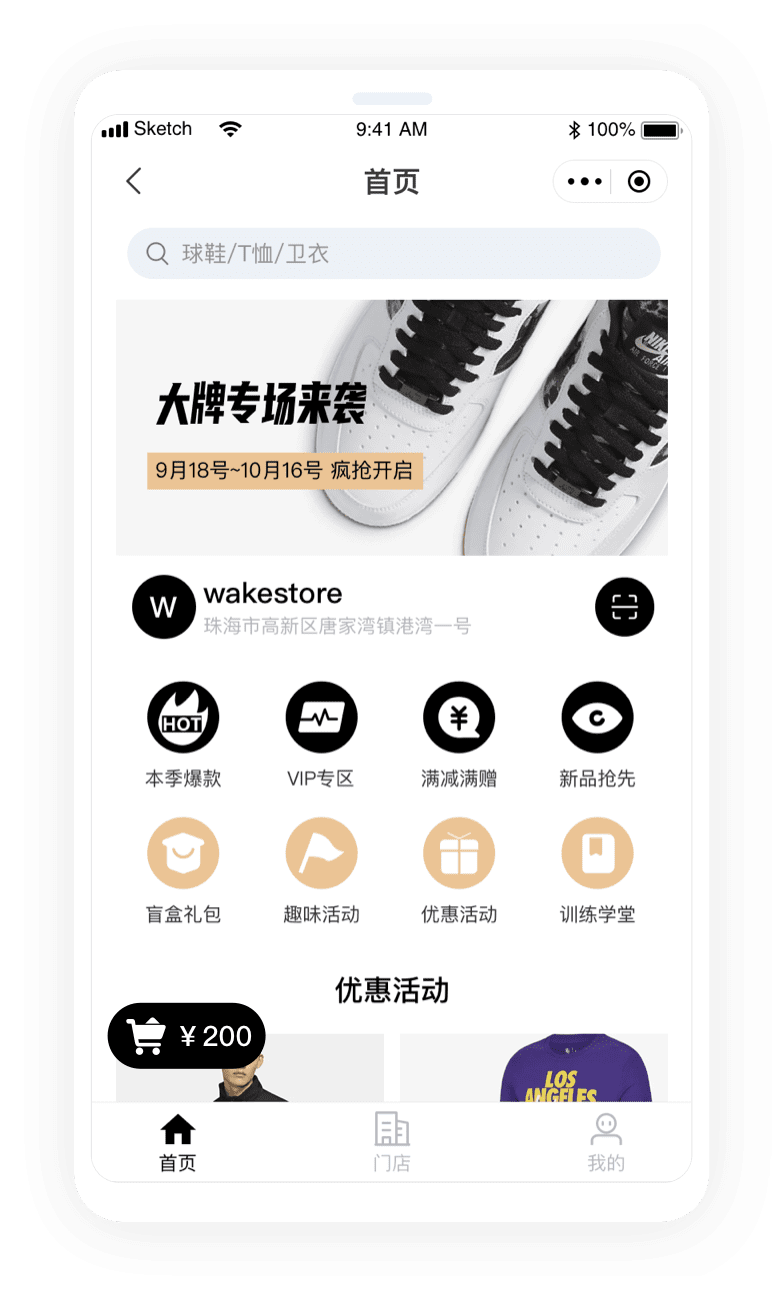 Sketch 9:41 AM 100%
首页
球鞋/T恤/卫衣
NIKE
AIR
AIR FORCE 1
大牌专场来袭
9月18号~10月16号 疯抢开启
W
wakestore
珠海市高新区唐家湾镇港湾一号
HOT
本季爆款 VIP专区 满减满赠 新品抢先
盲盒礼包 趣味活动 优惠活动 训练学堂
优惠活动
¥ 200
LOS
ANGELES
首页 门店 我的